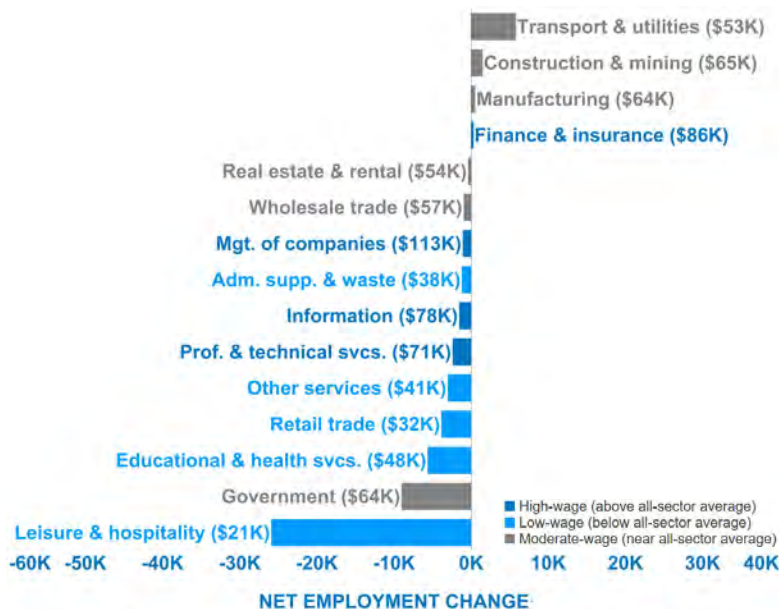 Transport & utilities ($53K)
Construction & mining ($65K)
Manufacturing ($64K)
Finance & insurance ($86K)
Real estate & rental ($54K)
Wholesale trade ($57K)
Mgt. of companies ($113K)
Adm. supp. & waste ($38K)
Information ($78K)
Prof. & technical svcs. ($71K)
Other services ($41K)
Retail trade ($32K)
Educational & health svcs. ($48K)
Government ($64K)
Leisure & hospitality ($21K)
High-wage (above all-sector average)
Low-wage (below all-sector average)
Moderate-wage (near all-sector average)
-60K -50K -40K -30K -20K -10K 0K 10K 20K 30K 40K
NET EMPLOYMENT CHANGE